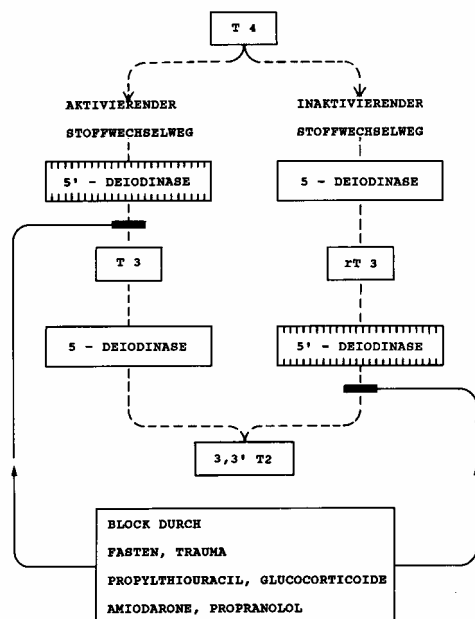 T 4
AKTIVIERENDER
STOFFWECHSELWEG
INAKTIVIERENDER
STOFFWECHSELWEG
5' - DEIODINASE
5 - DEIODINASE
T 3
rT 3
5 - DEIODINASE
5' - DEIODINASE
3,3' T2
BLOCK DURCH
FASTEN, TRAUMA
PROPYLTHIOURACIL, GLUCOCORTICOIDE
AMIODARONE, PROPRANOLOL